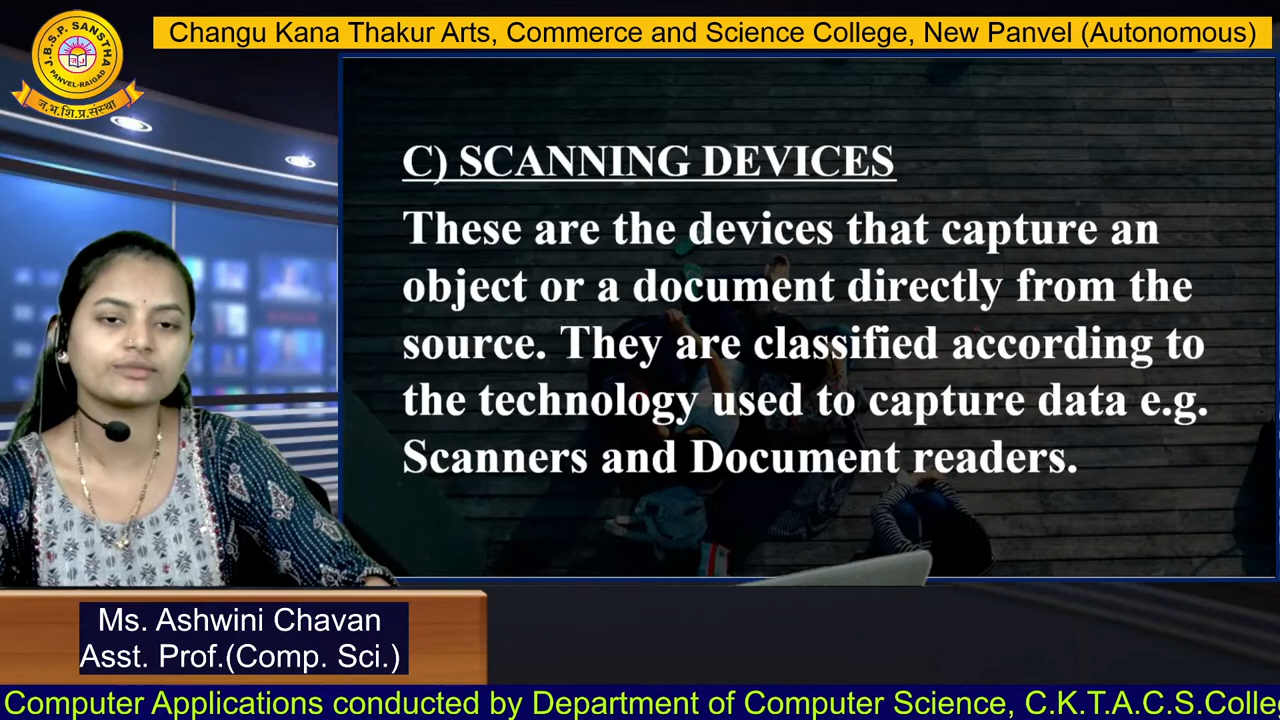 Changu Kana Thakur Arts, Commerce and Science College, New Panvel (Autonomous)
J.B.S.P. SANSTHA
PANVEL-RAIGAD
ज.भ.शि.प्र.संस्था
C) SCANNING DEVICES
These are the devices that capture an
object or a document directly from the
source. They are classified according to
the technology used to capture data e.g.
Scanners and Document readers.
Ms. Ashwini Chavan
Asst. Prof.(Comp. Sci.)
Computer Applications conducted by Department of Computer Science, C.K.T.A.C.S.Colle